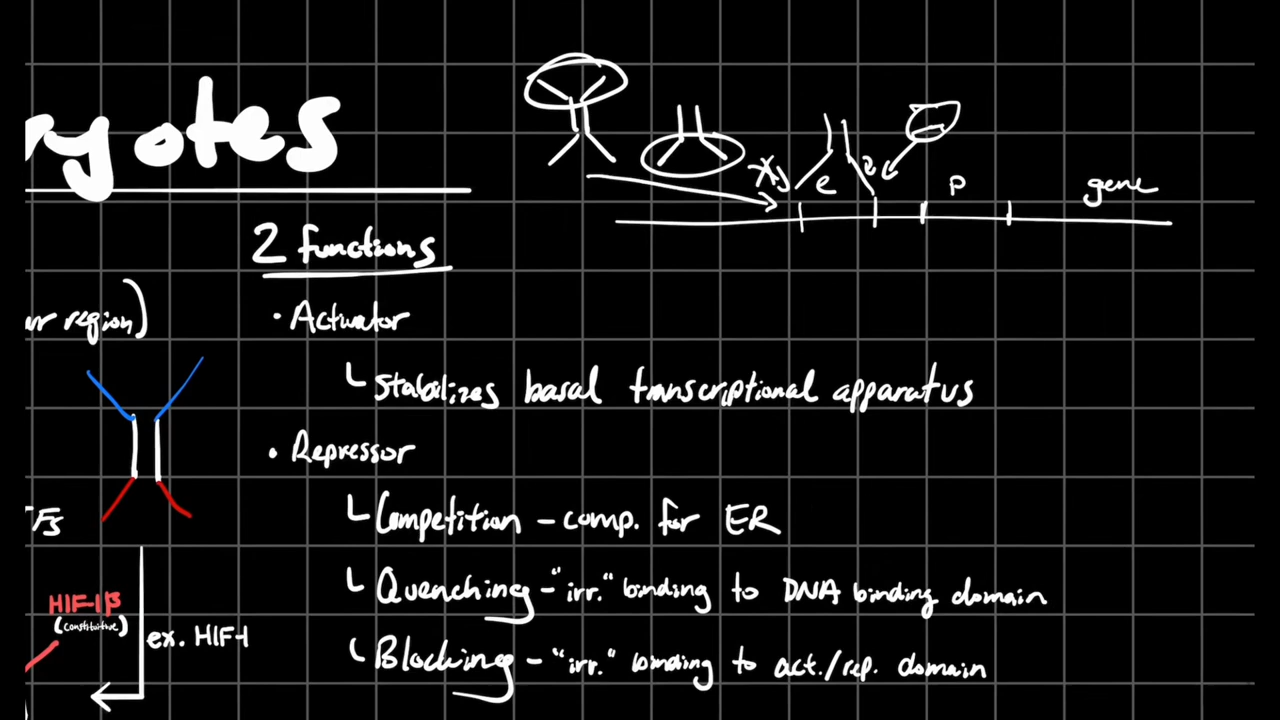 ryotes
e
p
gene
2 functions
region)
• Activator
└ Stabilizes basal transcriptional apparatus
• Repressor
└ Competition – comp. for ER
TFs
└ Quenching – "irr." binding to DNA binding domain
HIF-1β
(constitutive)
ex. HIF-1
└ Blocking – "irr." binding to act./rep. domain